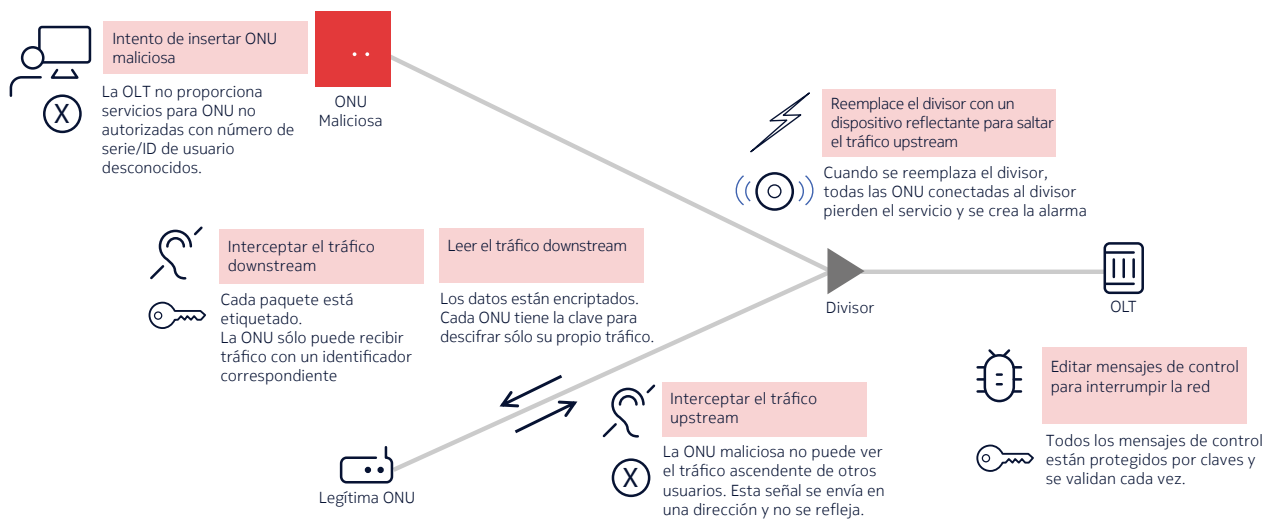 Intento de insertar ONU
maliciosa
La OLT no proporciona
servicios para ONU no
autorizadas con número de
serie/ID de usuario
desconocidos.
X
ONU
Maliciosa
Reemplace el divisor con un
dispositivo reflectante para saltar
el tráfico upstream
Cuando se reemplaza el divisor,
todas las ONU conectadas al divisor
pierden el servicio y se crea la alarma
Interceptar el tráfico
downstream
Cada paquete está
etiquetado.
La ONU sólo puede recibir
tráfico con un identificador
correspondiente
Leer el tráfico downstream
Los datos están encriptados.
Cada ONU tiene la clave para
descifrar sólo su propio tráfico.
Divisor
OLT
Editar mensajes de control
para interrumpir la red
Todos los mensajes de control
están protegidos por claves y
se validan cada vez.
Interceptar el tráfico
upstream
La ONU maliciosa no puede ver
el tráfico ascendente de otros
usuarios. Esta señal se envía en
una dirección y no se refleja.
X
Legítima ONU